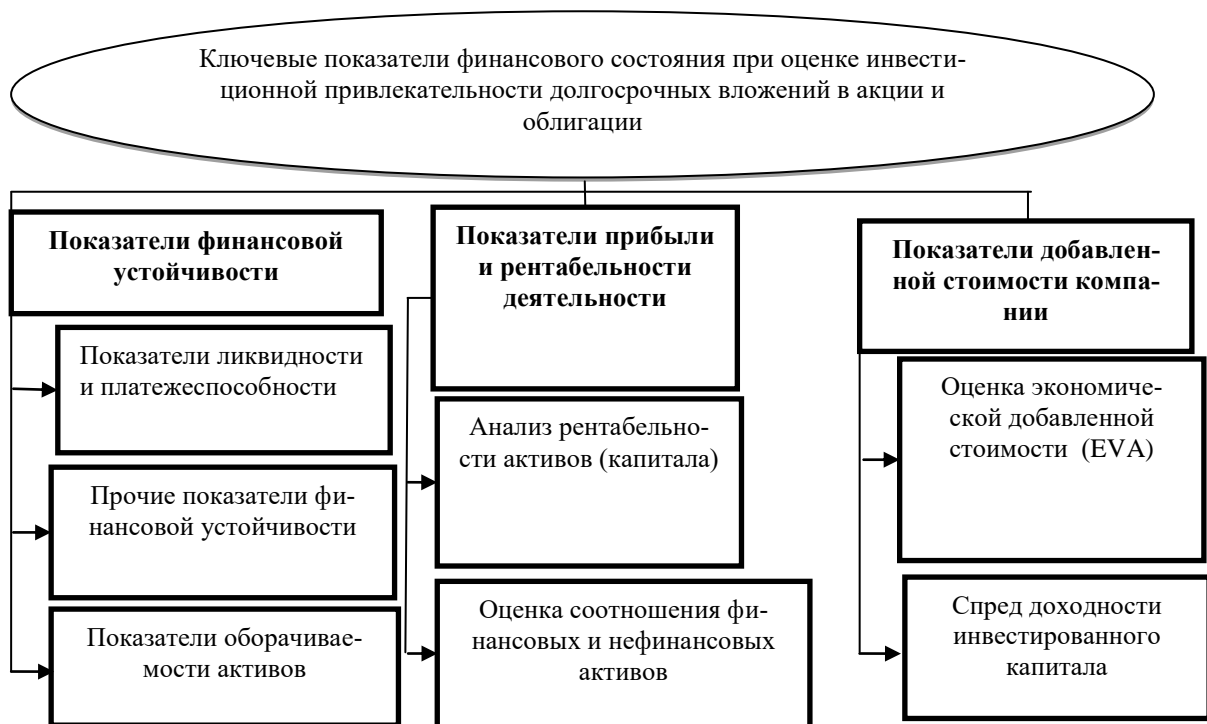 Ключевые показатели финансового состояния при оценке инвести-
ционной привлекательности долгосрочных вложений в акции и
облигации
Показатели финансовой
устойчивости
Показатели ликвидности
и платежеспособности
Прочие показатели фи-
нансовой устойчивости
Показатели оборачивае-
мости активов
Показатели прибыли
и рентабельности
деятельности
Анализ рентабельно-
сти активов (капитала)
Оценка соотношения фи-
нансовых и нефинансовых
активов
Показатели добавлен-
ной стоимости компа-
нии
Оценка экономиче-
ской добавленной
стоимости (EVA)
Спред доходности
инвестированного
капитала